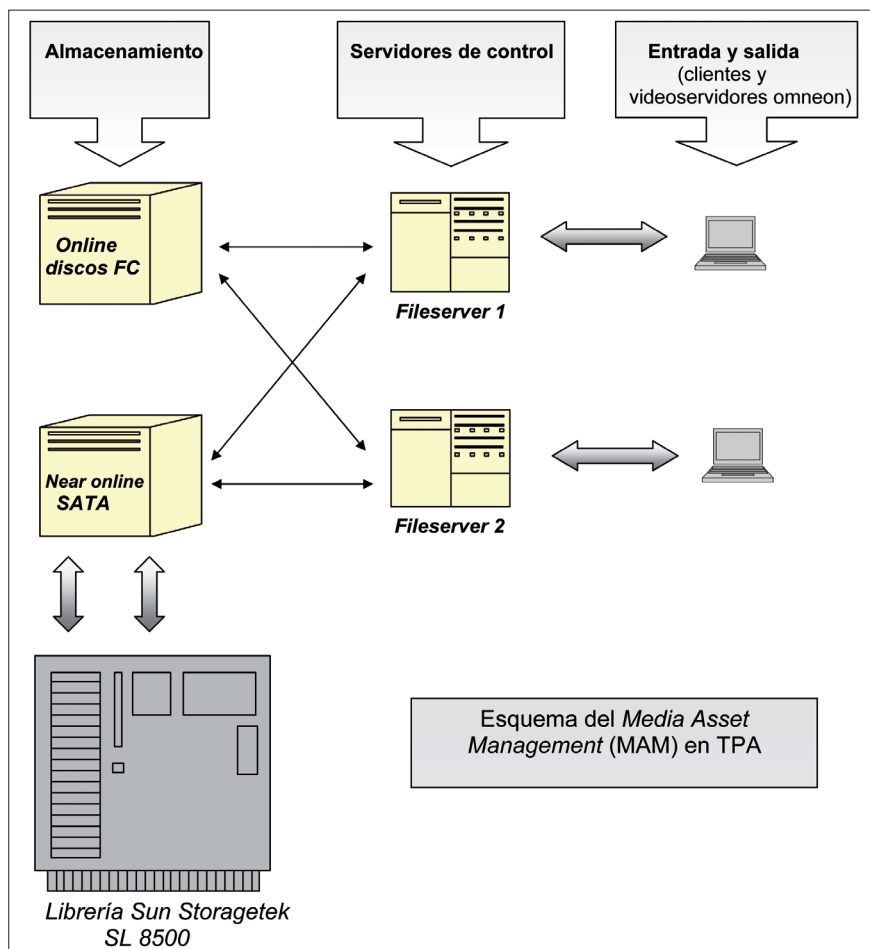 Almacenamiento
Servidores de control
Entrada y salida
(clientes y
videoservidores omneon)
Online
discos FC
Fileserver 1
Near online
SATA
Fileserver 2
Esquema del Media Asset
Management (MAM) en TPA
Librería Sun Storagetek
SL 8500